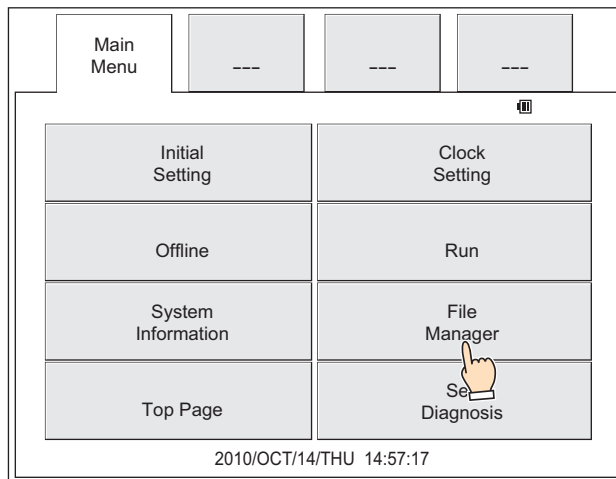 Main
Menu
---
---
---
Initial
Setting
Clock
Setting
Offline
Run
System
Information
File
Manager
Top Page
Diagnosis
2010/OCT/14/THU 14:57:17